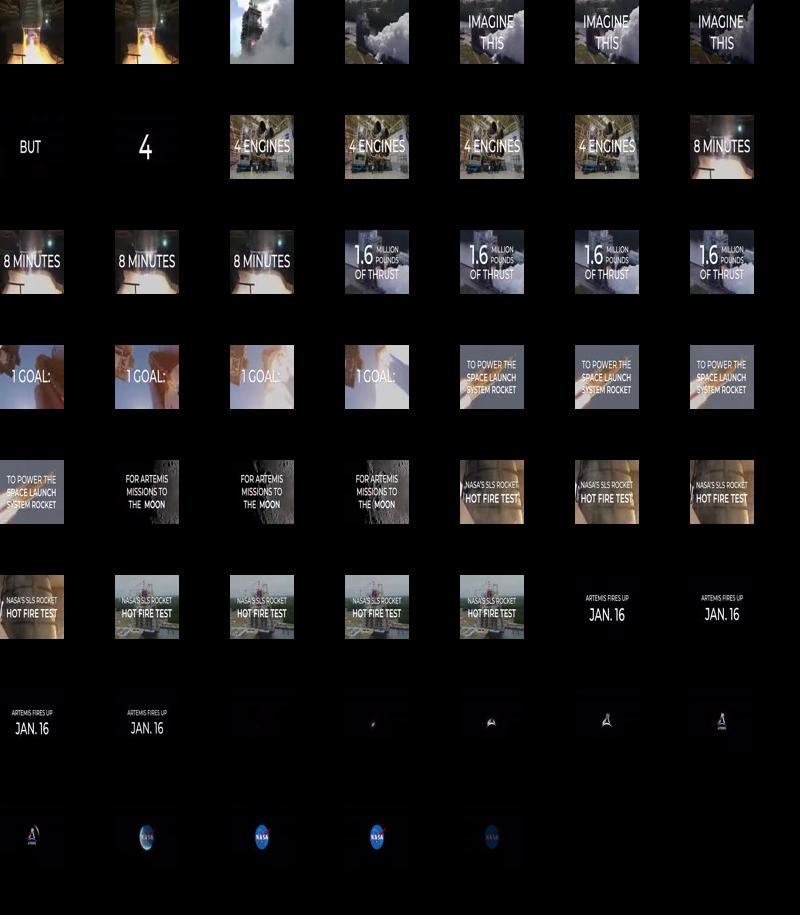 IMAGINE
THIS
IMAGINE
THIS
IMAGINE
THIS
BUT
4
4 ENGINES
4 ENGINES
4 ENGINES
4 ENGINES
8 MINUTES
8 MINUTES
8 MINUTES
8 MINUTES
1.6 MILLION
POUNDS
OF THRUST
1.6 MILLION
POUNDS
OF THRUST
1.6 MILLION
POUNDS
OF THRUST
1.6 MILLION
POUNDS
OF THRUST
1 GOAL:
1 GOAL:
1 GOAL:
1 GOAL:
TO POWER THE
SPACE LAUNCH
SYSTEM ROCKET
TO POWER THE
SPACE LAUNCH
SYSTEM ROCKET
TO POWER THE
SPACE LAUNCH
SYSTEM ROCKET
TO POWER THE
SPACE LAUNCH
SYSTEM ROCKET
FOR ARTEMIS
MISSIONS TO
THE MOON
FOR ARTEMIS
MISSIONS TO
THE MOON
FOR ARTEMIS
MISSIONS TO
THE MOON
NASA'S SLS ROCKET
HOT FIRE TEST
NASA'S SLS ROCKET
HOT FIRE TEST
NASA'S SLS ROCKET
HOT FIRE TEST
NASA'S SLS ROCKET
HOT FIRE TEST
NASA'S SLS ROCKET
HOT FIRE TEST
NASA'S SLS ROCKET
HOT FIRE TEST
NASA'S SLS ROCKET
HOT FIRE TEST
NASA'S SLS ROCKET
HOT FIRE TEST
ARTEMIS FIRES UP
JAN. 16
ARTEMIS FIRES UP
JAN. 16
ARTEMIS FIRES UP
JAN. 16
ARTEMIS FIRES UP
JAN. 16
ARTEMIS
ARTEMIS
NASA
NASA
NASA
NASA